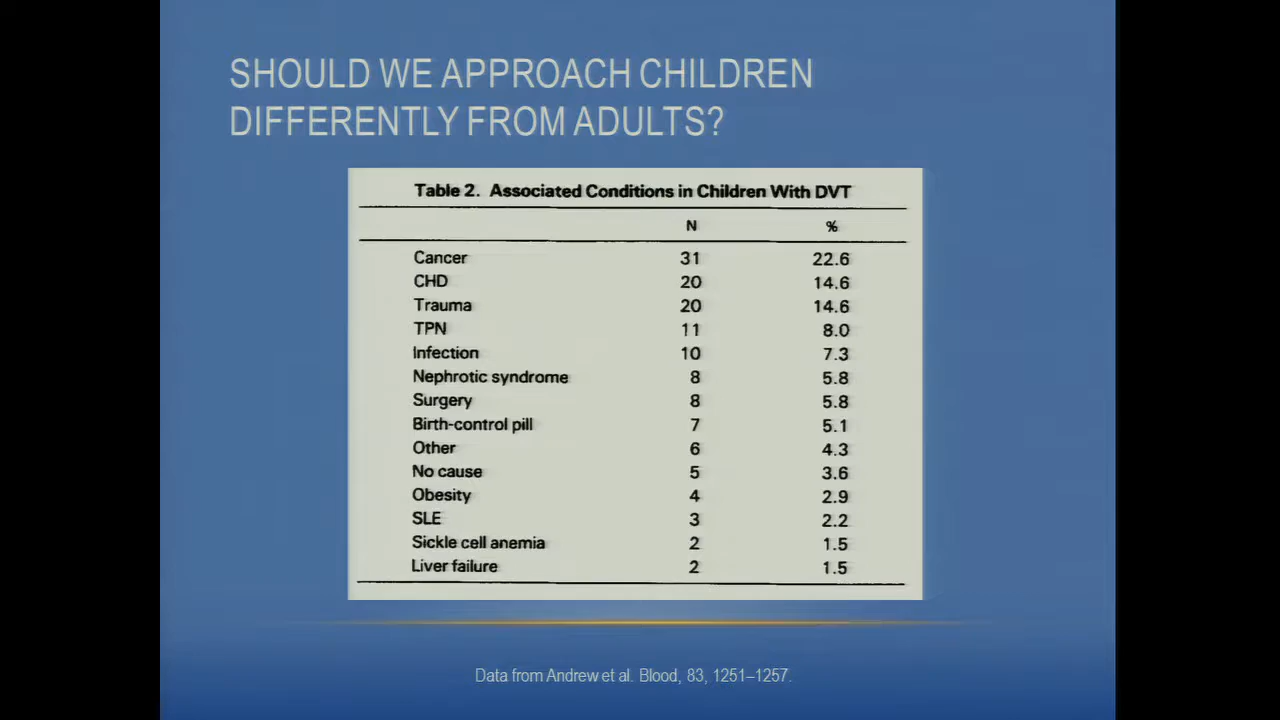 SHOULD WE APPROACH CHILDREN
DIFFERENTLY FROM ADULTS?
Table 2. Associated Conditions in Children With DVT
N %
Cancer 31 22.6
CHD 20 14.6
Trauma 20 14.6
TPN 11 8.0
Infection 10 7.3
Nephrotic syndrome 8 5.8
Surgery 8 5.8
Birth-control pill 7 5.1
Other 6 4.3
No cause 5 3.6
Obesity 4 2.9
SLE 3 2.2
Sickle cell anemia 2 1.5
Liver failure 2 1.5
Data from Andrew et al. Blood, 83, 1251–1257.